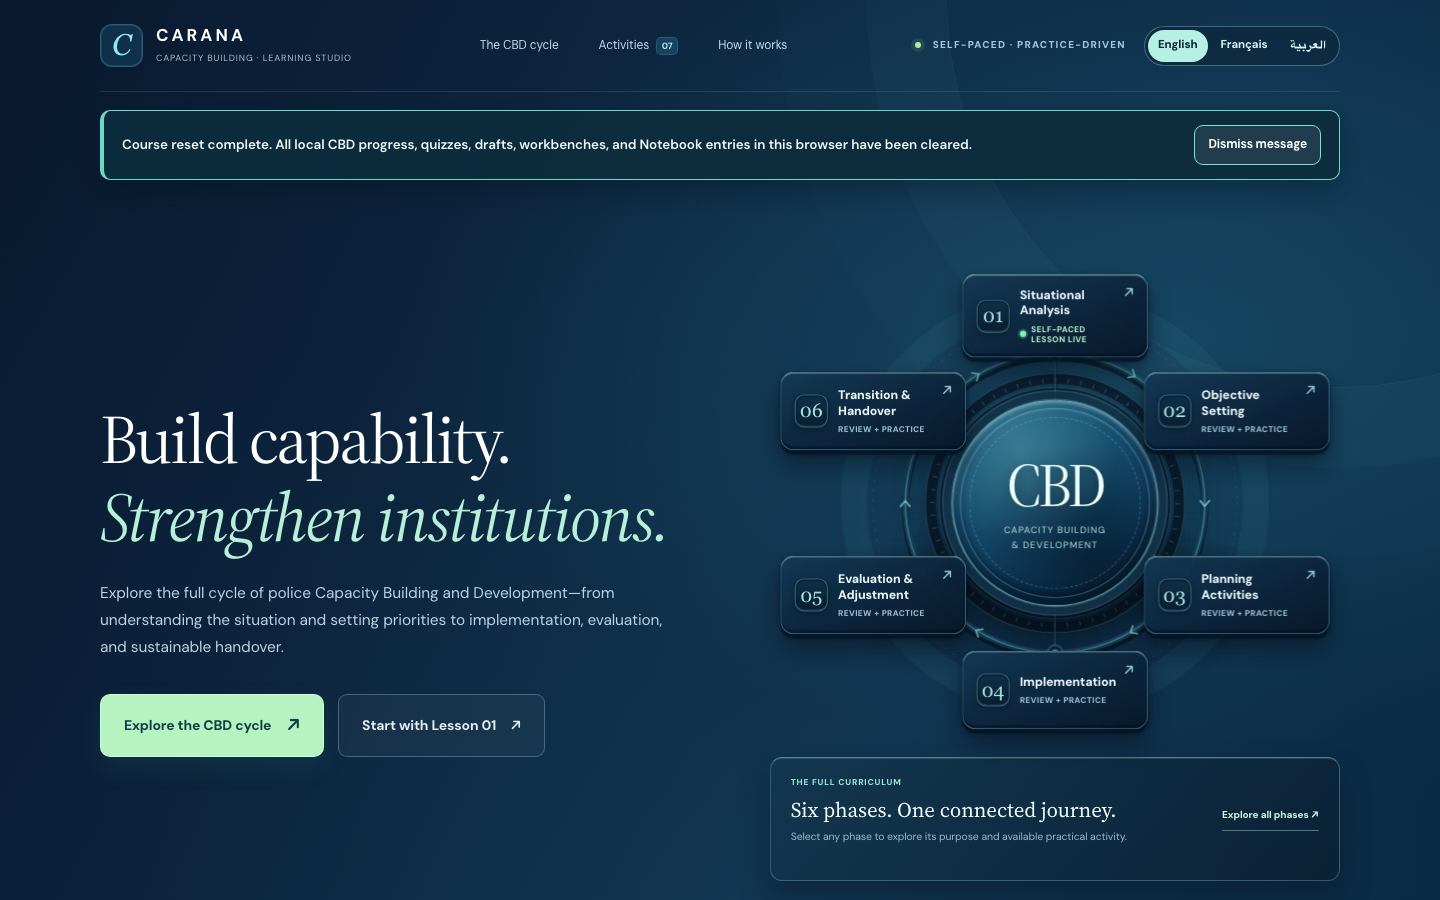 C
CARANA
CAPACITY BUILDING · LEARNING STUDIO
The CBD cycle
Activities 07
How it works
SELF-PACED · PRACTICE-DRIVEN
English
Français
العربية
Course reset complete. All local CBD progress, quizzes, drafts, workbenches, and Notebook entries in this browser have been cleared.
Dismiss message
Build capability.
Strengthen institutions.
Explore the full cycle of police Capacity Building and Development—from
understanding the situation and setting priorities to implementation, evaluation,
and sustainable handover.
Explore the CBD cycle
Start with Lesson 01
01
Situational
Analysis
SELF-PACED
LESSON LIVE
06
Transition &
Handover
REVIEW + PRACTICE
02
Objective
Setting
REVIEW + PRACTICE
CBD
CAPACITY BUILDING
& DEVELOPMENT
05
Evaluation &
Adjustment
REVIEW + PRACTICE
03
Planning
Activities
REVIEW + PRACTICE
04
Implementation
REVIEW + PRACTICE
THE FULL CURRICULUM
Six phases. One connected journey.
Select any phase to explore its purpose and available practical activity.
Explore all phases